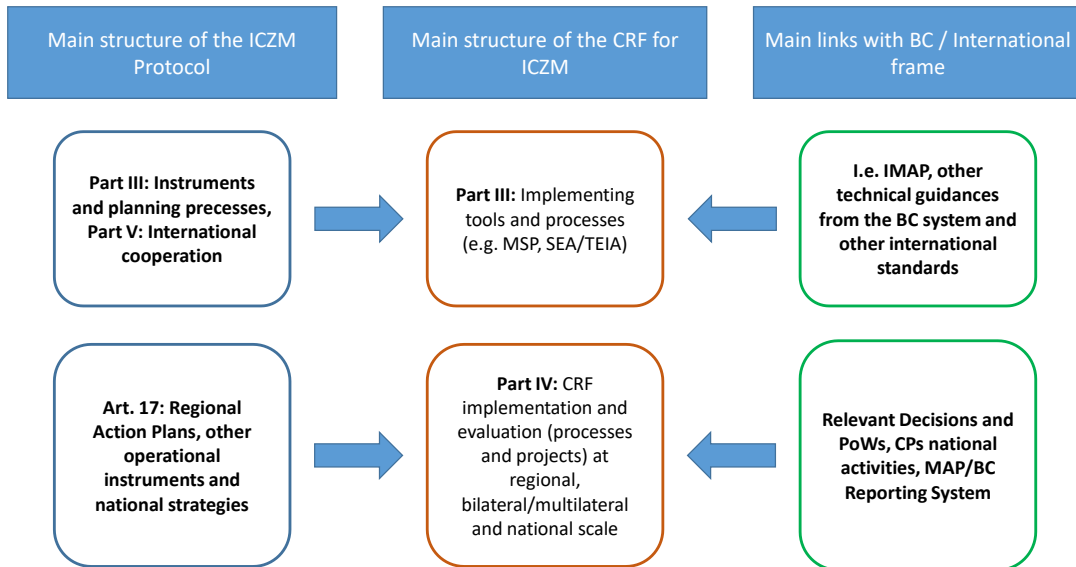 Main structure of the ICZM
Protocol
Main structure of the CRF for
ICZM
Main links with BC / International
frame
Part III: Instruments
and planning precesses,
Part V: International
cooperation
Part III: Implementing
tools and processes
(e.g. MSP, SEA/TEIA)
I.e. IMAP, other
technical guidances
from the BC system and
other international
standards
Art. 17: Regional
Action Plans, other
operational
instruments and
national strategies
Part IV: CRF
implementation and
evaluation (processes
and projects) at
regional,
bilateral/multilateral
and national scale
Relevant Decisions and
PoWs, CPs national
activities, MAP/BC
Reporting System